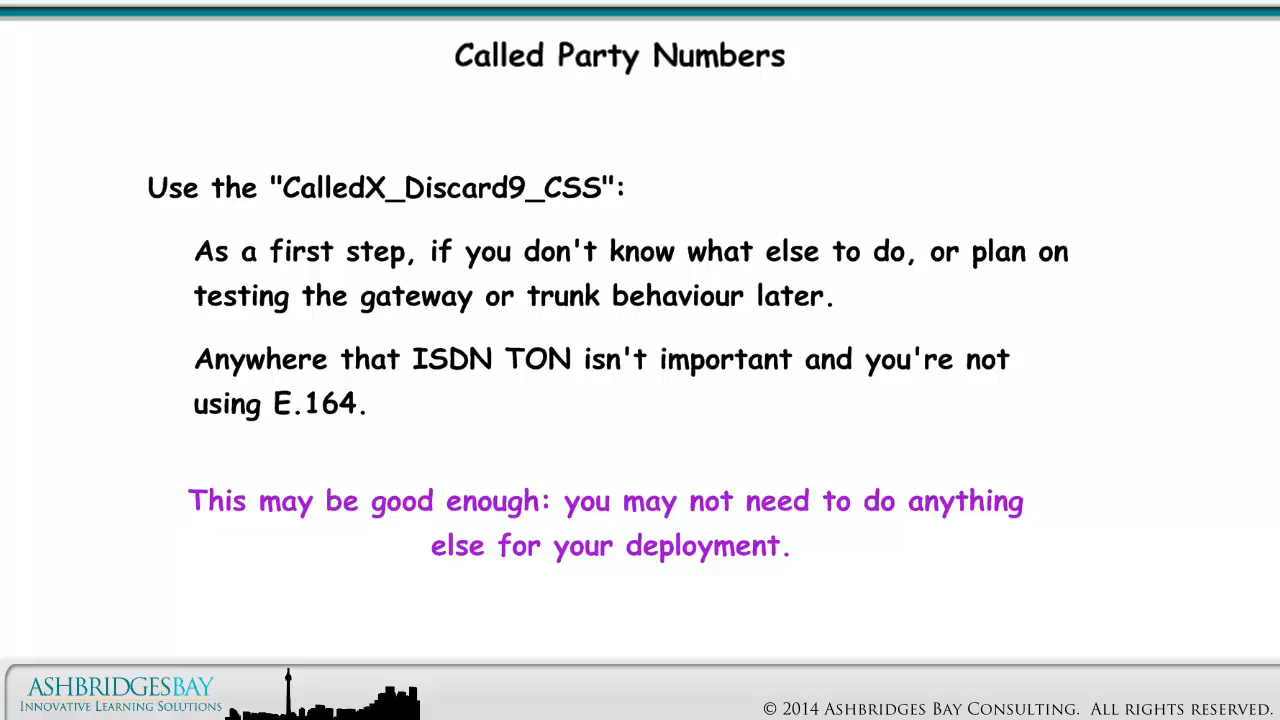 Called Party Numbers
Use the "CalledX_Discard9_CSS":
As a first step, if you don't know what else to do, or plan on
testing the gateway or trunk behaviour later.
Anywhere that ISDN TON isn't important and you're not
using E.164.
This may be good enough: you may not need to do anything
else for your deployment.
ASHBRIDGESBAY
INNOVATIVE LEARNING SOLUTIONS
© 2014 ASHBRIDGES BAY CONSULTING. ALL RIGHTS RESERVED.